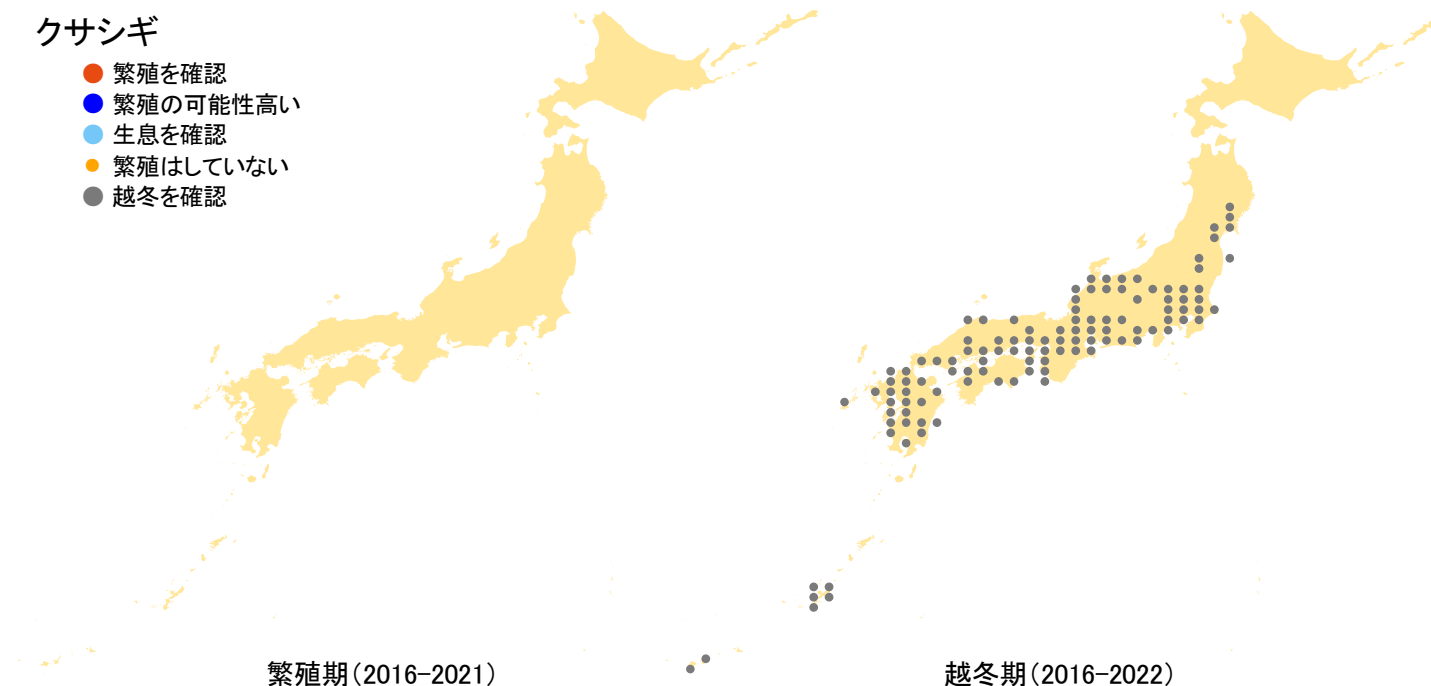 クサシギ
繁殖を確認
繁殖の可能性高い
生息を確認
繁殖はしていない
越冬を確認
繁殖期(2016-2021)
越冬期(2016-2022)